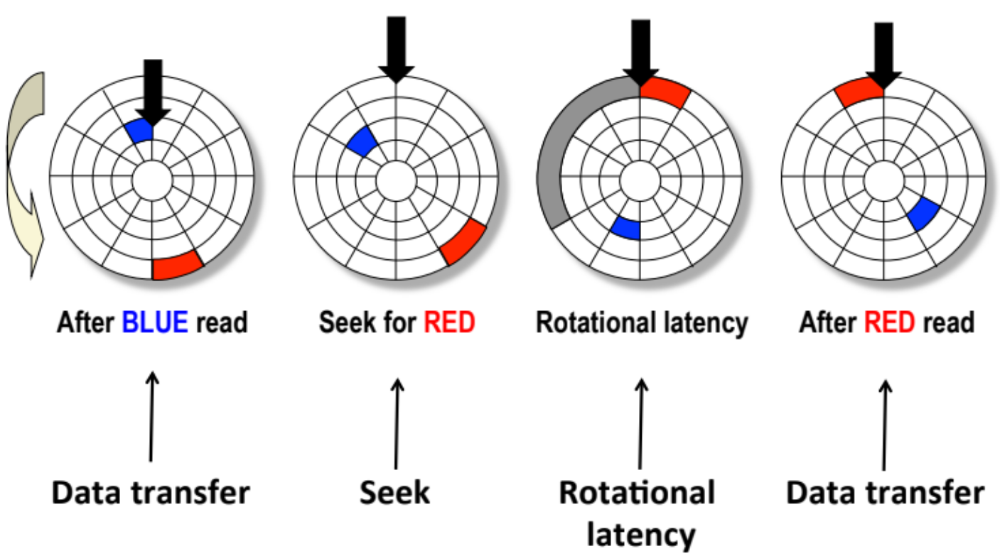 After BLUE read
Seek for RED
Rotational latency
After RED read
Data transfer
Seek
Rotational
latency
Data transfer